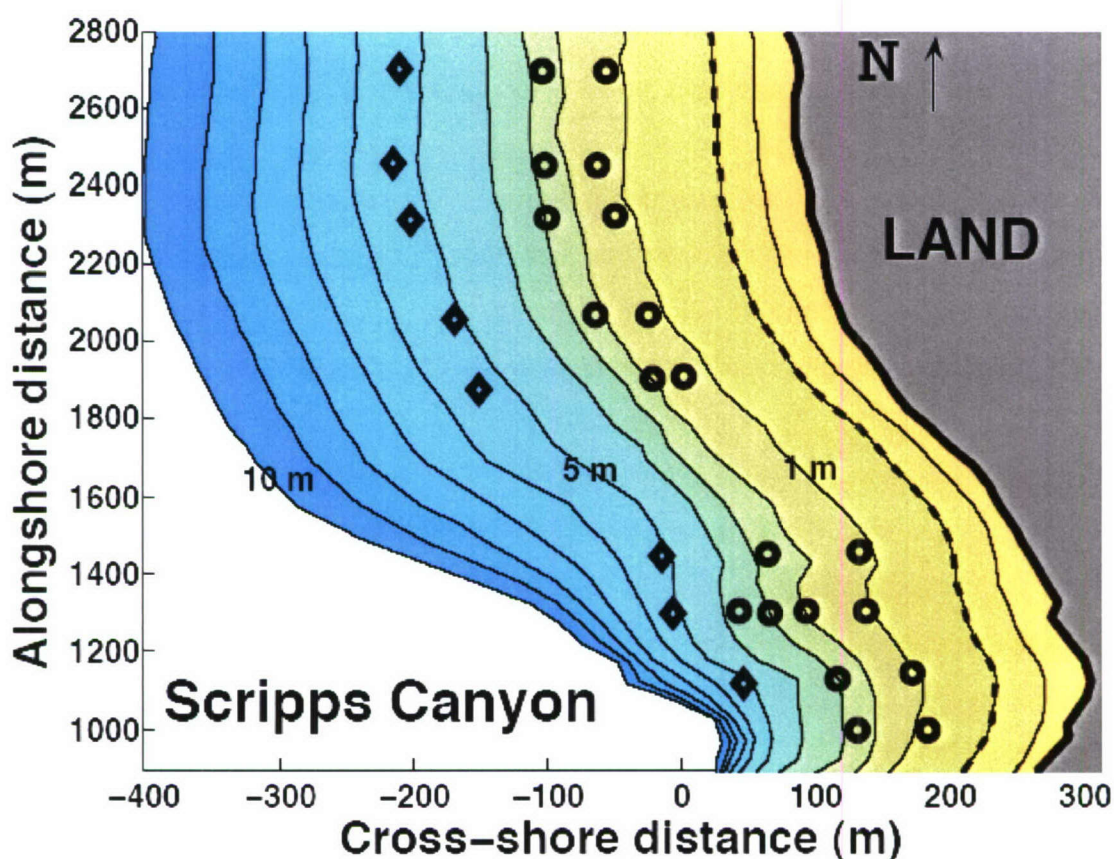 2800
2600
2400
2200
2000
1800
1600
1400
1200
1000
Alongshore distance (m)
N
LAND
10 m
5 m
1 m
Scripps Canyon
−400
−300
−200
−100
0
100
200
300
Cross−shore distance (m)